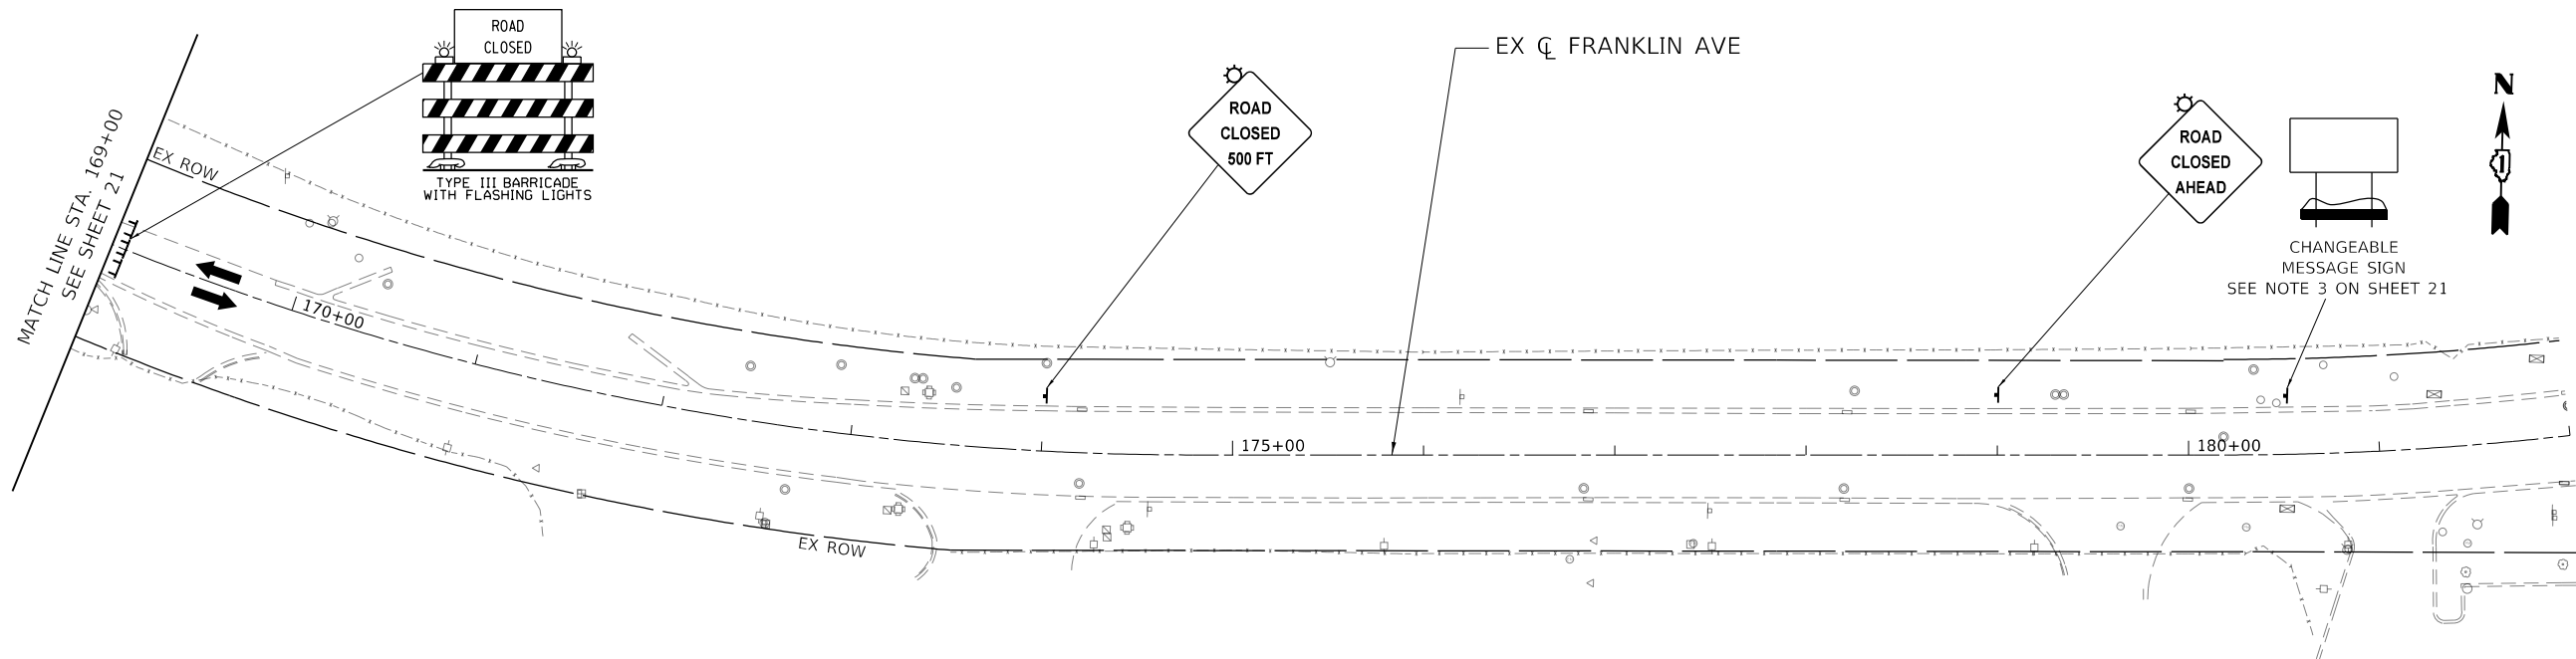 MATCH LINE STA. 169+00
SEE SHEET 21
EX ROW
ROAD
CLOSED
TYPE III BARRICADE
WITH FLASHING LIGHTS
170+00
ROAD
CLOSED
500 FT
EX ℄ FRANKLIN AVE
ROAD
CLOSED
AHEAD
CHANGEABLE
MESSAGE SIGN
SEE NOTE 3 ON SHEET 21
N
1
175+00
180+00
EX ROW